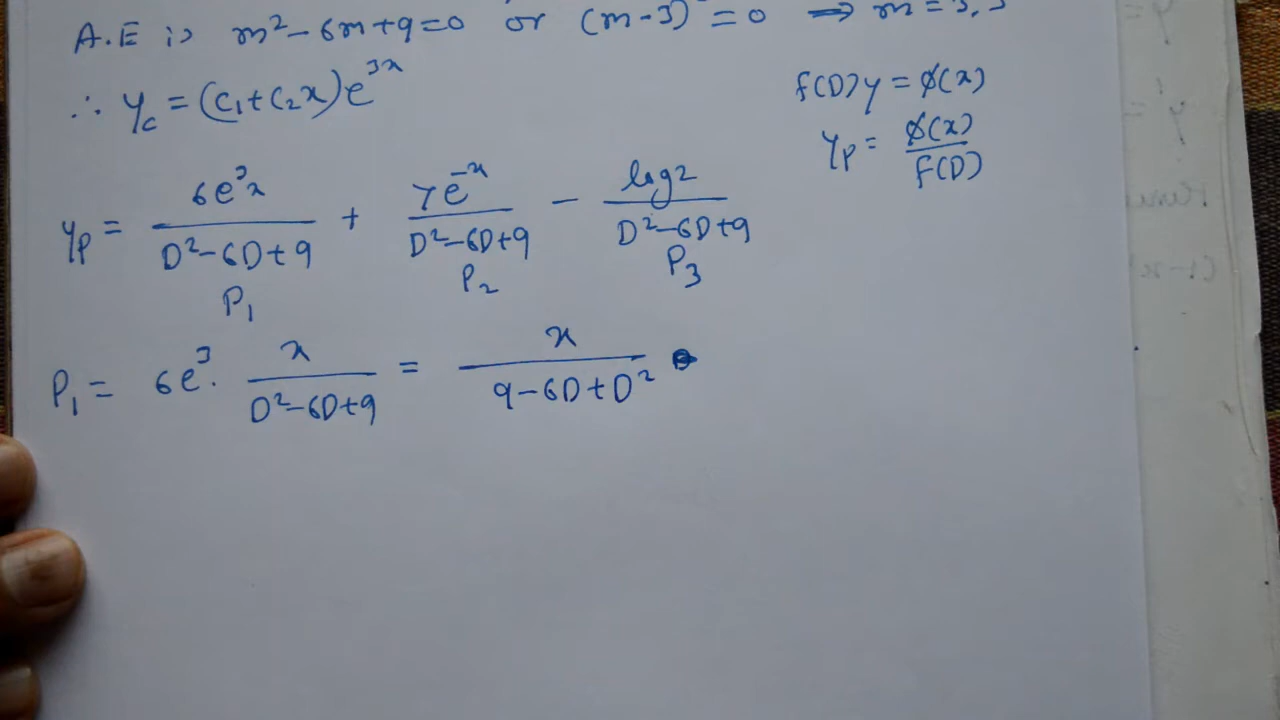 A.E is m²-6m+9=0 or (m-3)²=0 ⟹ m=3,3
∴ y_c = (c₁+c₂x)e^{3x}
f(D)y = φ(x)
y_p = φ(x)/f(D)
y_p = 6e³x/(D²-6D+9) + 7e^{-x}/(D²-6D+9) - log2/(D²-6D+9)
P₁ P₂ P₃
P₁ = 6e³. x/(D²-6D+9) = x/(9-6D+D²)